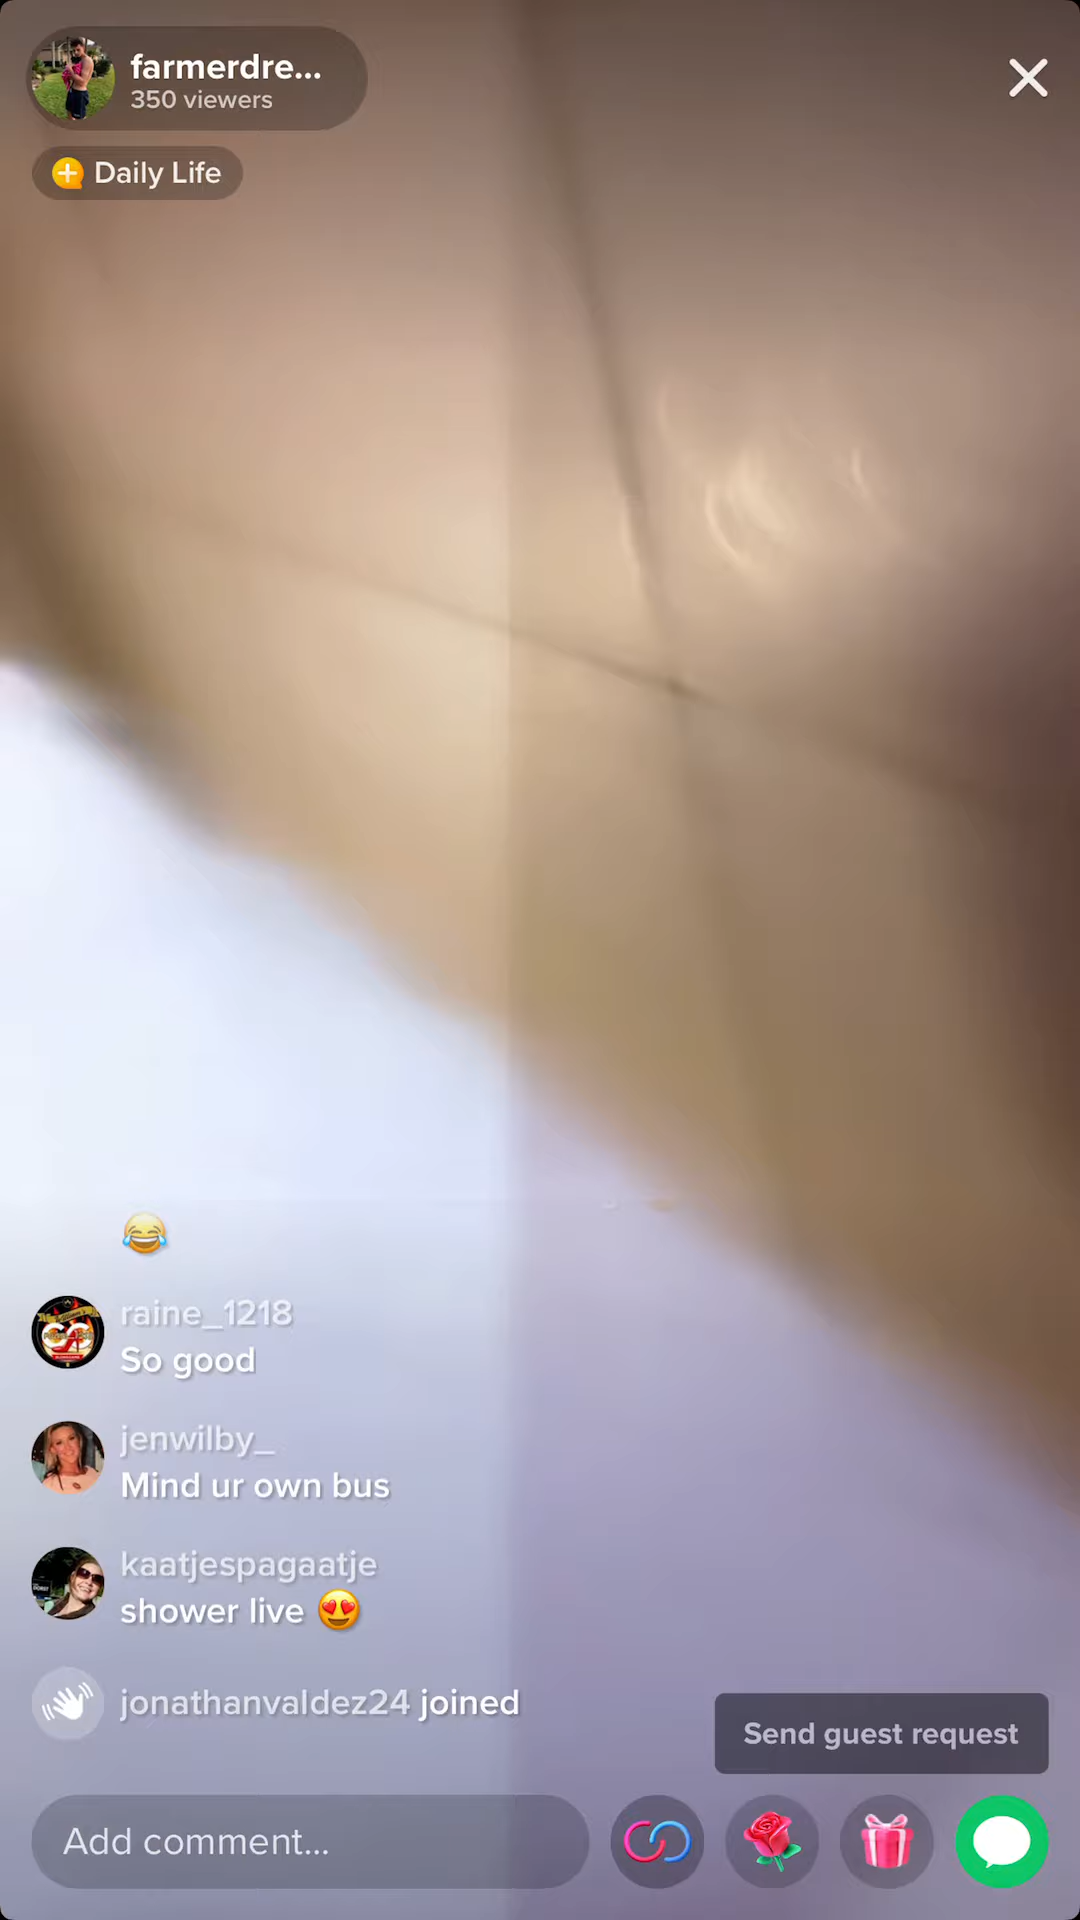 farmerdre...
350 viewers
Daily Life
😂
raine_1218
So good
jenwilby_
Mind ur own bus
kaatjespagaatje
shower live 😍
jonathanvaldez24 joined
Send guest request
Add comment...